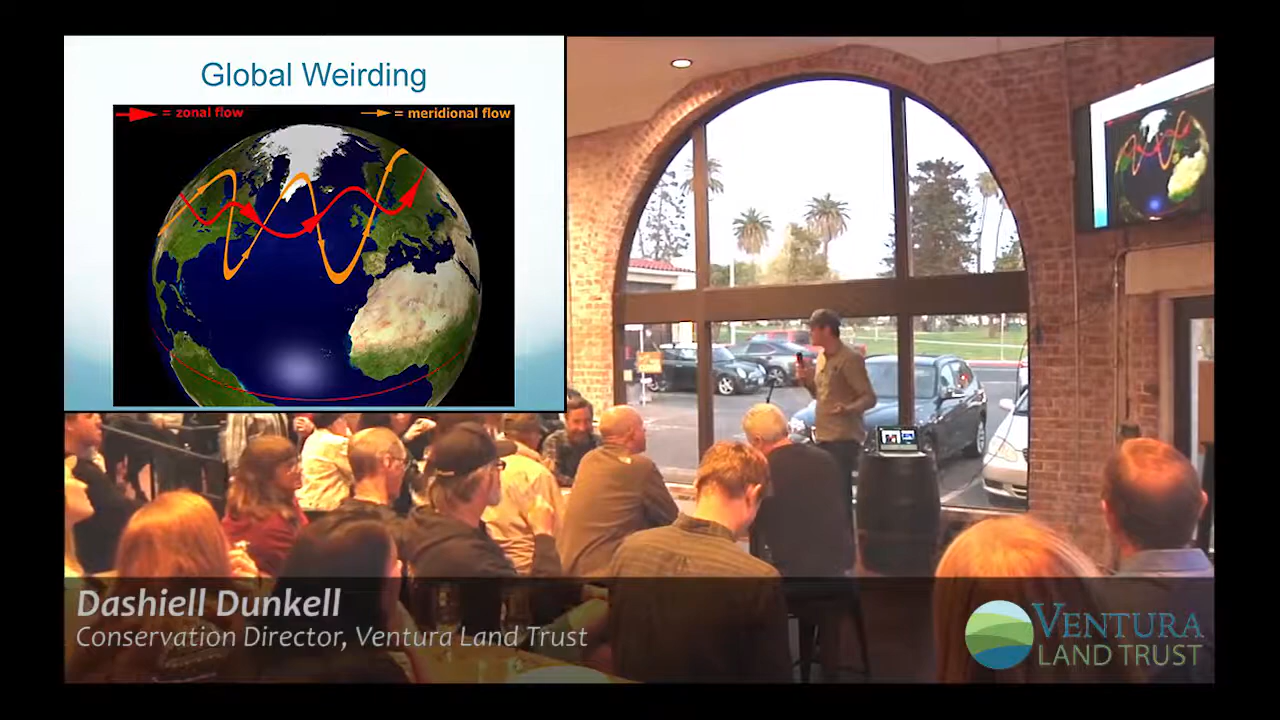 Global Weirding
= zonal flow
= meridional flow
Dashiell Dunkell
Conservation Director, Ventura Land Trust
VENTURA
LAND TRUST